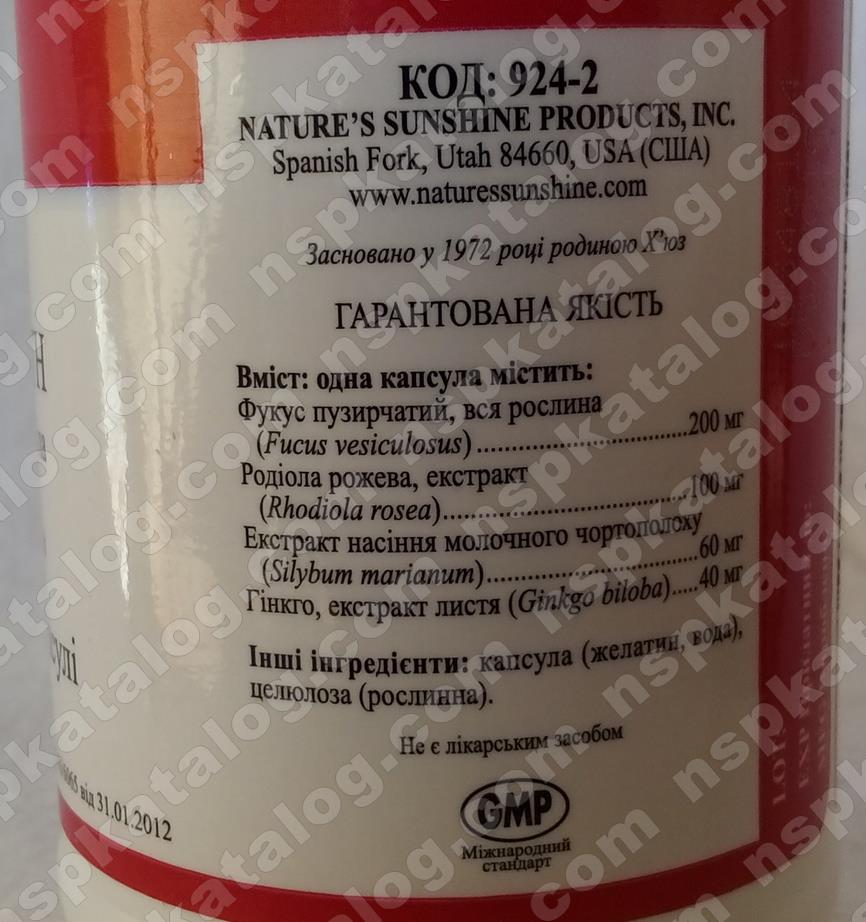 КОД: 924-2
NATURE'S SUNSHINE PRODUCTS, INC.
Spanish Fork, Utah 84660, USA (США)
www.naturessunshine.com
Засновано у 1972 році родиною Х'юз
ГАРАНТОВАНА ЯКІСТЬ
Вміст: одна капсула містить:
Фукус пузирчатий, вся рослина
(Fucus vesiculosus)..............................200 мг
Родіола рожева, екстракт
(Rhodiola rosea)..............................100 мг
Екстракт насіння молочного чортополоху
(Silybum marianum)..............................60 мг
Гінкго, екстракт листя (Ginkgo biloba).....40 мг
Інші інгредієнти: капсула (желатин, вода),
целюлоза (рослинна).
Не є лікарським засобом
GMP
Міжнародний
стандарт
від 31.01.2012
nspkatalog.com